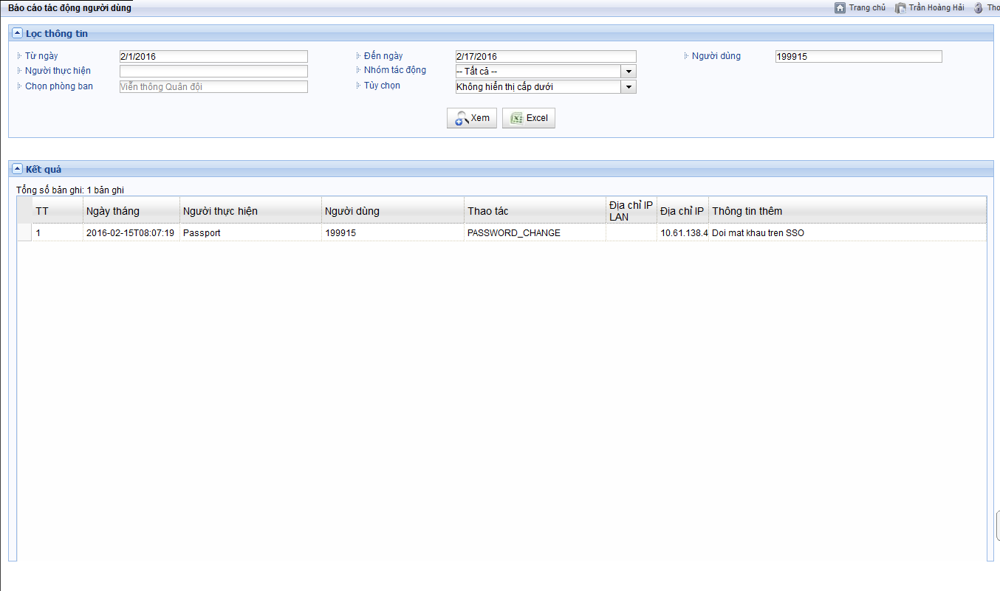 Báo cáo tác động người dùng
Trang chủ Trần Hoàng Hải Tho
Lọc thông tin
Từ ngày 2/1/2016 Đến ngày 2/17/2016 Người dùng 199915
Người thực hiện Nhóm tác động -- Tất cả --
Chọn phòng ban Viễn thông Quân đội Tùy chọn Không hiển thị cấp dưới
Xem Excel
Kết quả
Tổng số bản ghi: 1 bản ghi
TT Ngày tháng Người thực hiện Người dùng Thao tác Địa chỉ IP LAN Địa chỉ IP Thông tin thêm
1 2016-02-15T08:07:19 Passport 199915 PASSWORD_CHANGE 10.61.138.4 Doi mat khau tren SSO